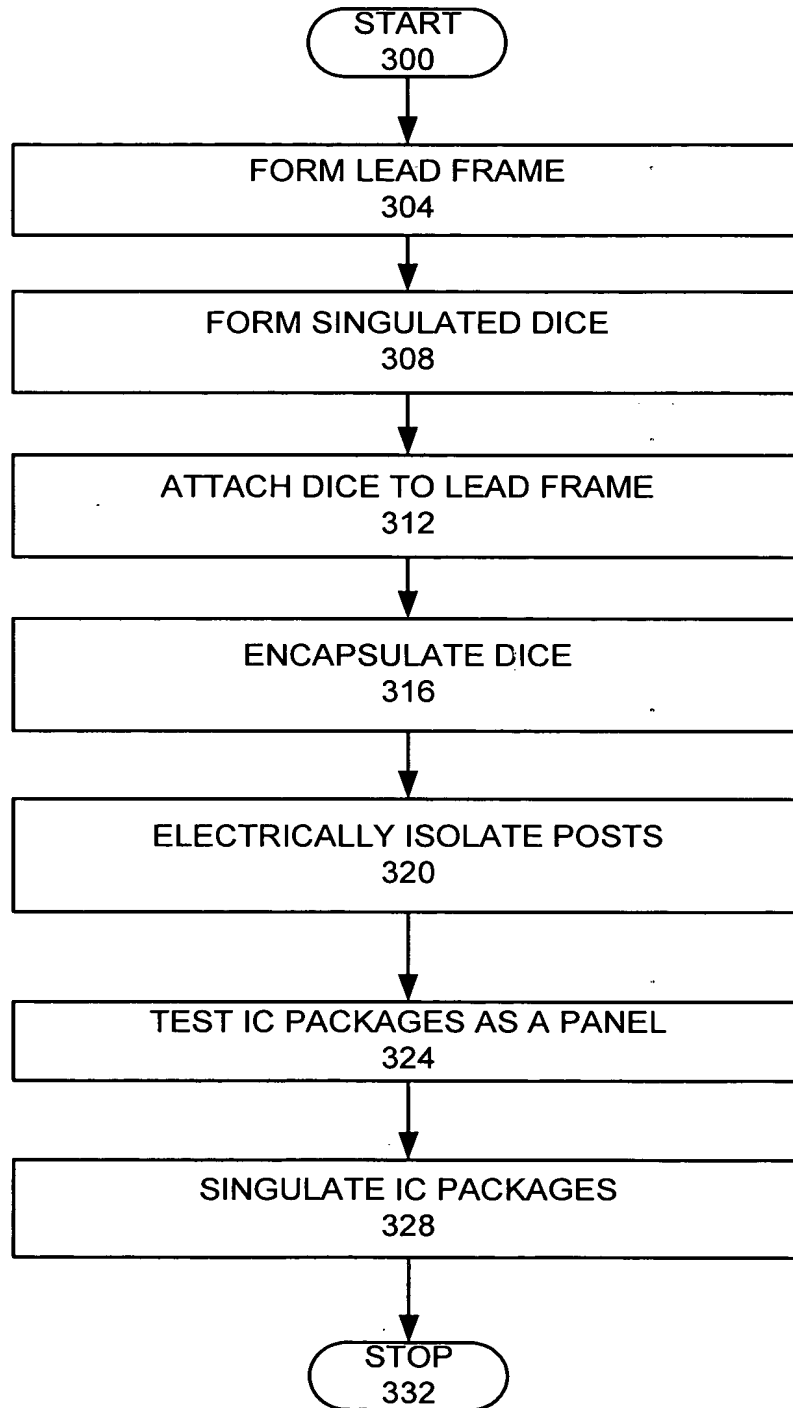 START
300
FORM LEAD FRAME
304
FORM SINGULATED DICE
308
ATTACH DICE TO LEAD FRAME
312
ENCAPSULATE DICE
316
ELECTRICALLY ISOLATE POSTS
320
TEST IC PACKAGES AS A PANEL
324
SINGULATE IC PACKAGES
328
STOP
332